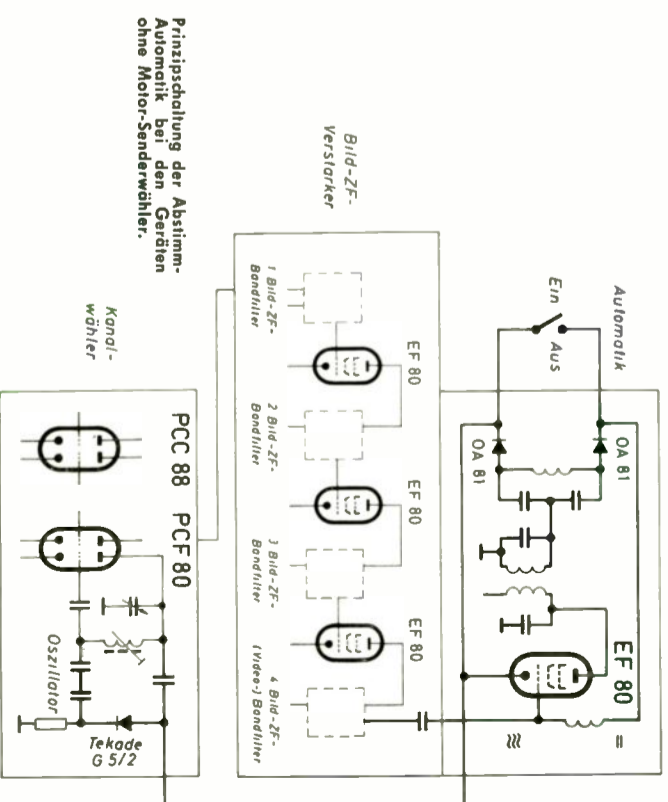 Prinzipschaltung der Abstimm-
Automatik bei den Geräten
ohne Motor-Senderwähler.
Automatik
Ein Aus
OA 81
OA 81
EF 80
≈
=
Bild-ZF-
Verstärker
EF 80
EF 80
EF 80
1 Bild-ZF-
Bandfilter
2 Bild-ZF-
Bandfilter
3 Bild-ZF-
Bandfilter
4 Bild-ZF-
(Video-) Bandfilter
Kanal-
wähler
PCC 88
PCF 80
Oszillator
Tekade
G 5/2